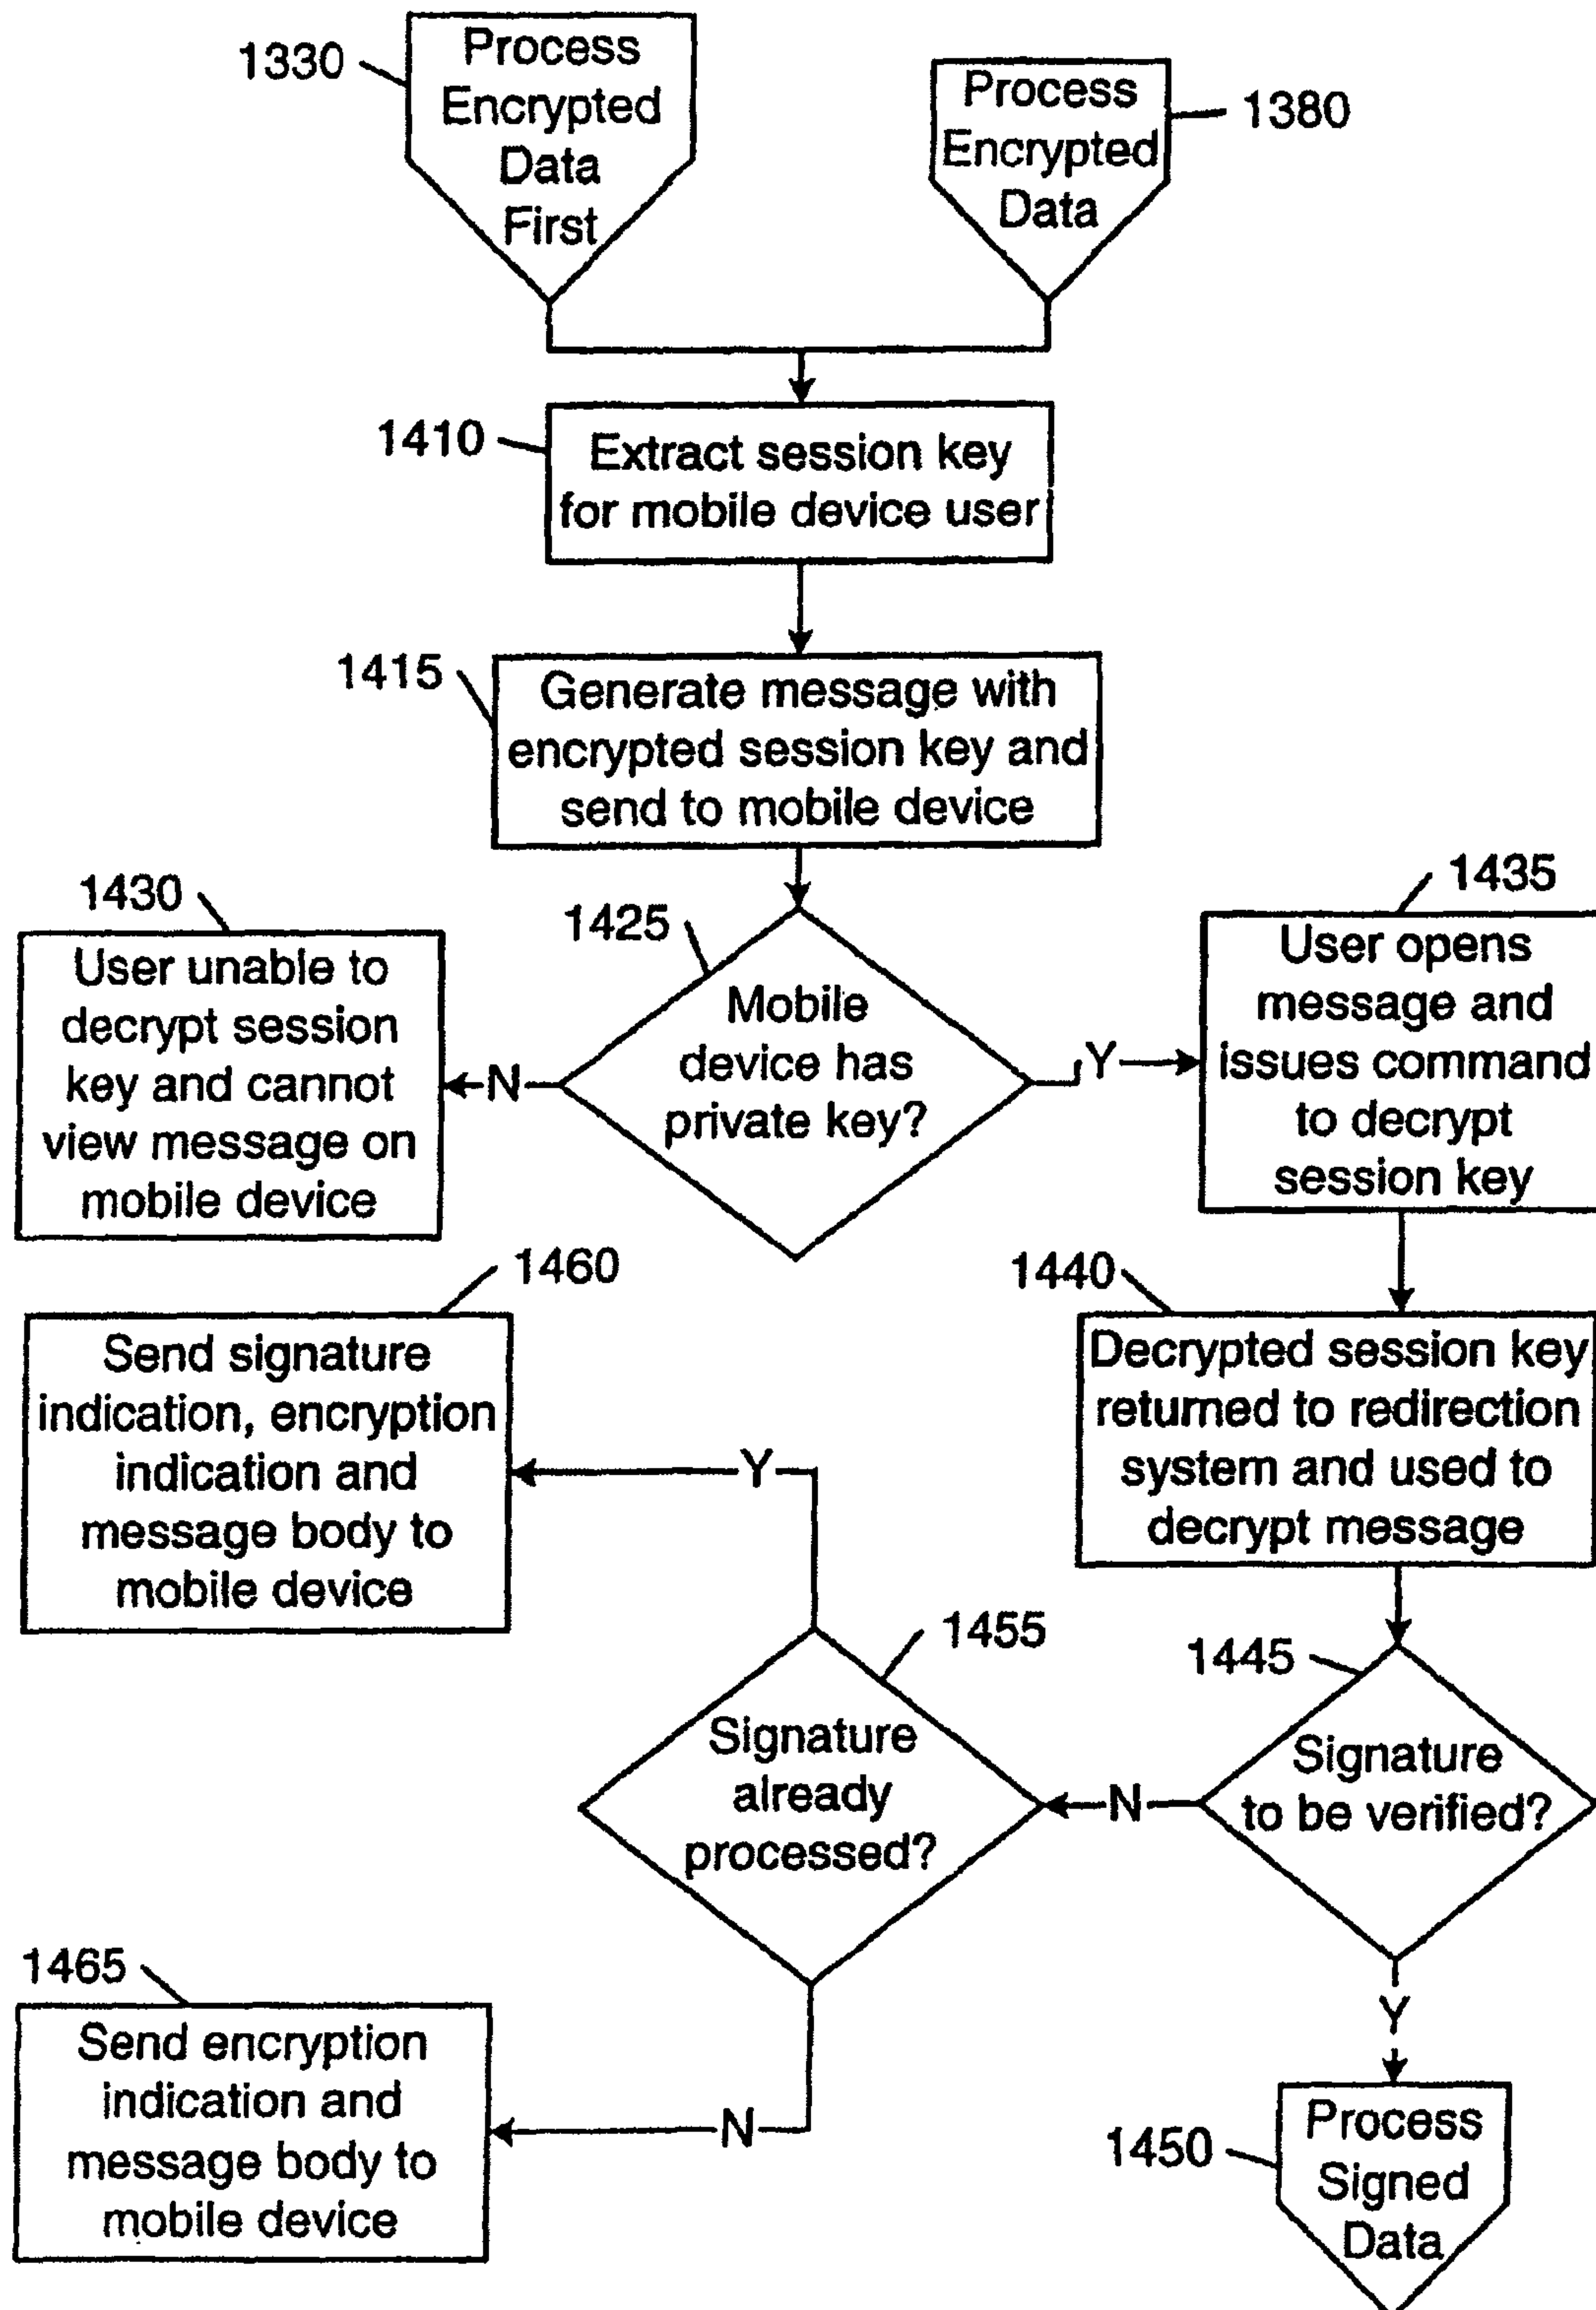 1330
Process
Encrypted
Data
First
Process
Encrypted
Data
1380
1410
Extract session key
for mobile device user
1415
Generate message with
encrypted session key and
send to mobile device
1430
User unable to
decrypt session
key and cannot
view message on
mobile device
N
1425
Mobile
device has
private key?
Y
1435
User opens
message and
issues command
to decrypt
session key
1440
Decrypted session key
returned to redirection
system and used to
decrypt message
1460
Send signature
indication, encryption
indication and
message body to
mobile device
Y
1455
Signature
already
processed?
N
1445
Signature
to be verified?
Y
1450
Process
Signed
Data
1465
Send encryption
indication and
message body to
mobile device
N